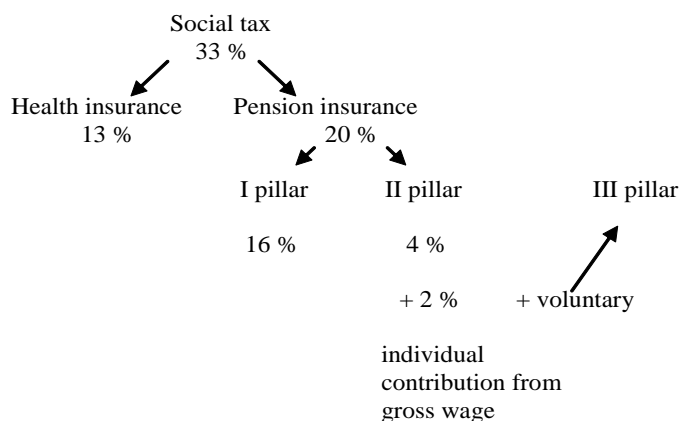 Social tax
33 %
Health insurance
13 %
Pension insurance
20 %
I pillar
II pillar
III pillar
16 %
4 %
+ 2 %
+ voluntary
individual
contribution from
gross wage